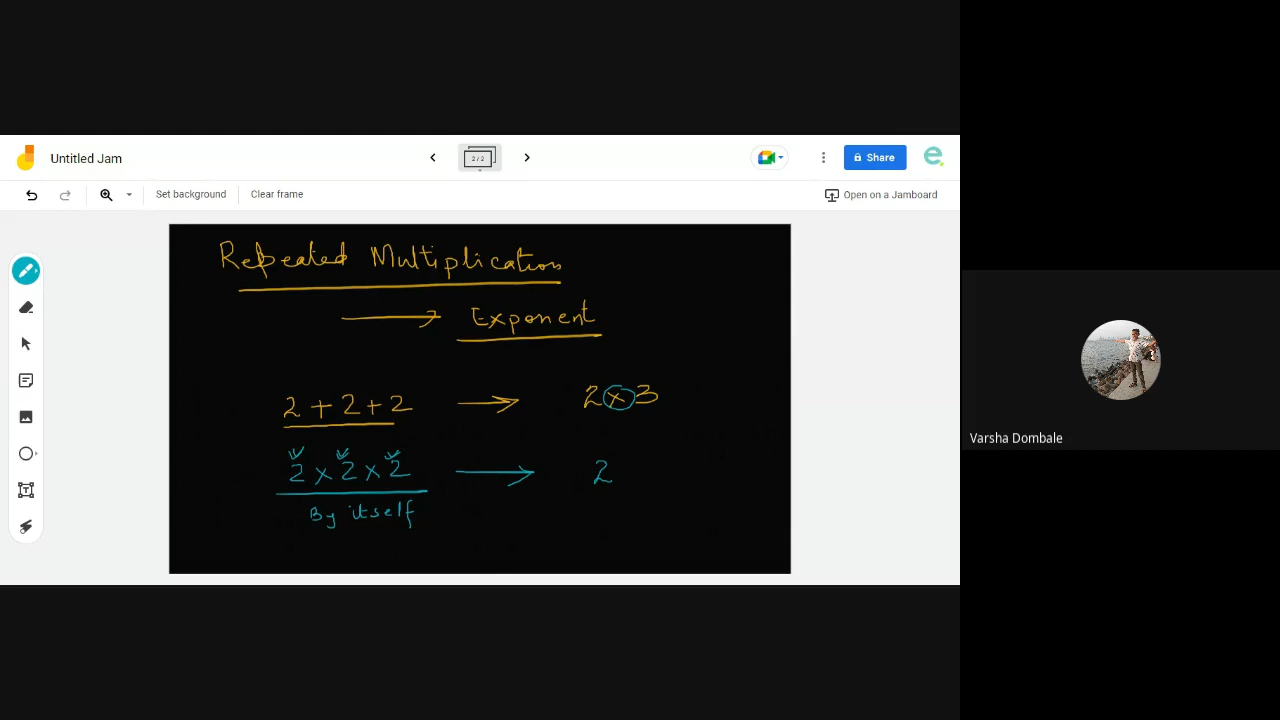 Untitled Jam
2/2
Share
Set background
Clear frame
Open on a Jamboard
Repeated Multiplication
→ Exponent
2 + 2 + 2 → 2 × 3
2 × 2 × 2 → 2
By itself
Varsha Dombale